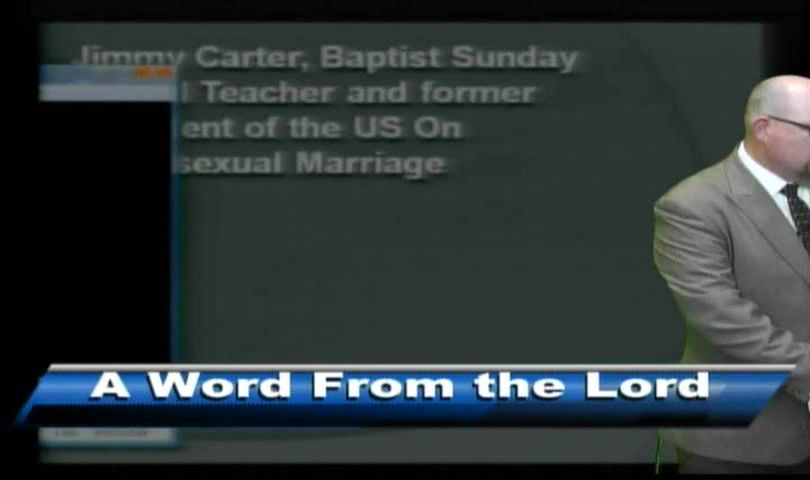 Jimmy Carter, Baptist Sunday
Teacher and former
ent of the US On
sexual Marriage
A Word From the Lord